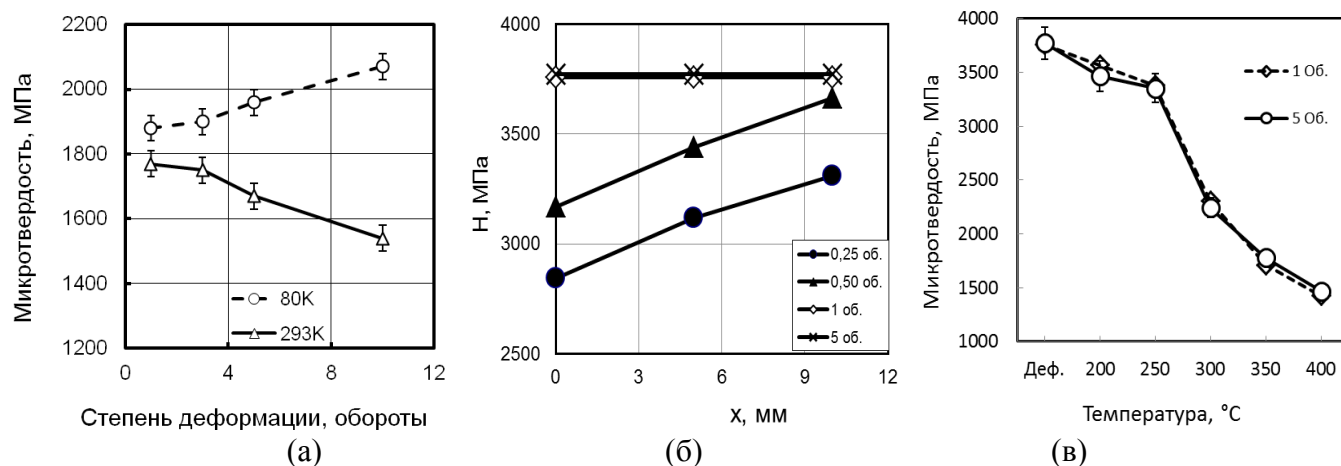 2200
2000
1800
1600
1400
1200
0
4
8
12
Микротвердость, МПа
80K
293K
Степень деформации, обороты
(а)
4000
3500
3000
2500
0
3
6
9
12
Н, МПа
0,25 об.
0,50 об.
1 об.
5 об.
х, мм
(б)
4000
3500
3000
2500
2000
1500
1000
Деф. 200 250 300 350 400
Микротвердость, МПа
1 Об.
5 Об.
Температура, °С
(в)